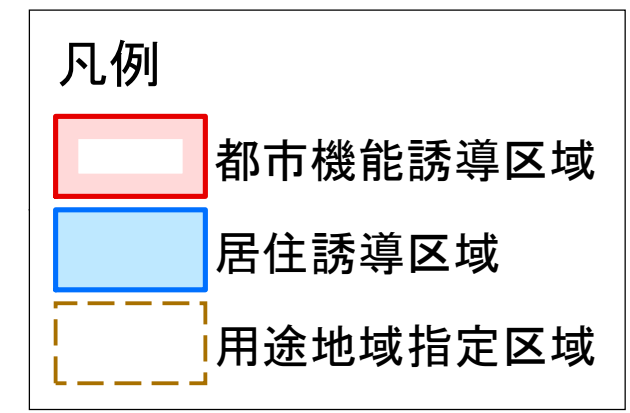 凡例
都市機能誘導区域
居住誘導区域
用途地域指定区域